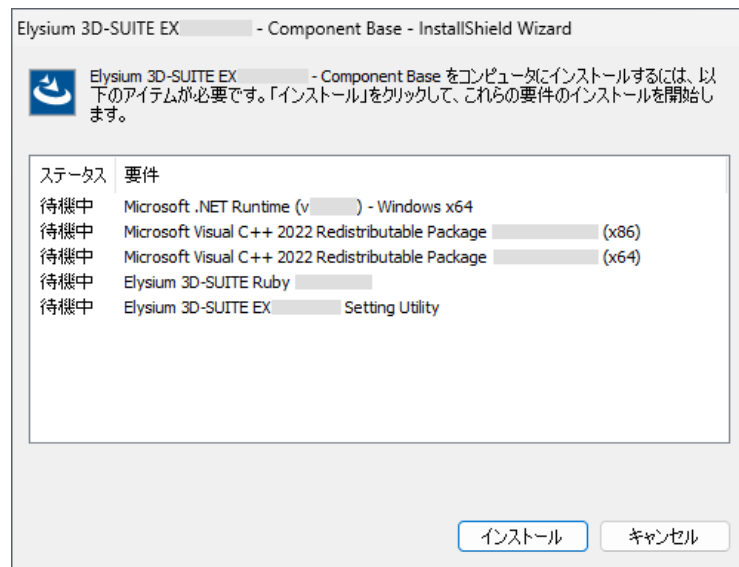 Elysium 3D-SUITE EX - Component Base - InstallShield Wizard
Elysium 3D-SUITE EX - Component Base をコンピュータにインストールするには、以
下のアイテムが必要です。「インストール」をクリックして、これらの要件のインストールを開始し
ます。
ステータス 要件
待機中 Microsoft .NET Runtime (v ) - Windows x64
待機中 Microsoft Visual C++ 2022 Redistributable Package (x86)
待機中 Microsoft Visual C++ 2022 Redistributable Package (x64)
待機中 Elysium 3D-SUITE Ruby
待機中 Elysium 3D-SUITE EX Setting Utility
インストール キャンセル